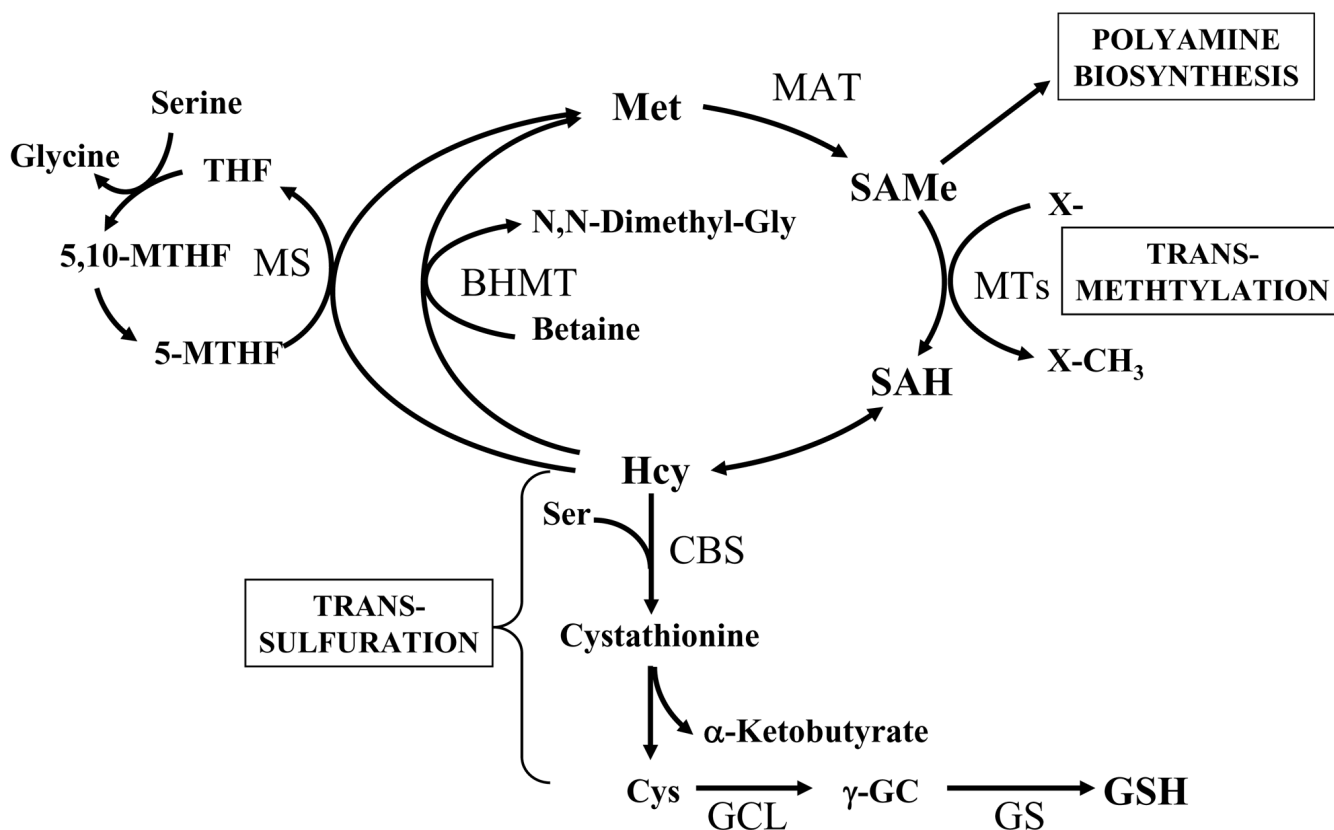 POLYAMINE
BIOSYNTHESIS
MAT
Met
Serine
Glycine
THF
SAMe
X-
N,N-Dimethyl-Gly
5,10-MTHF
MS
BHMT
MTs
TRANS-
METHTYLATION
Betaine
5-MTHF
X-CH₃
SAH
Hcy
Ser
CBS
TRANS-
SULFURATION
Cystathionine
α-Ketobutyrate
Cys
GCL
γ-GC
GS
GSH